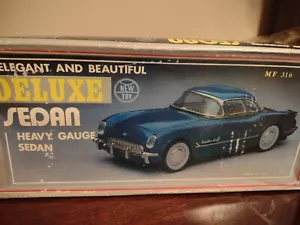 ELEGANT AND BEAUTIFUL
DELUXE
NEW
TOY
SEDAN
HEAVY GAUGE
SEDAN
MF 316